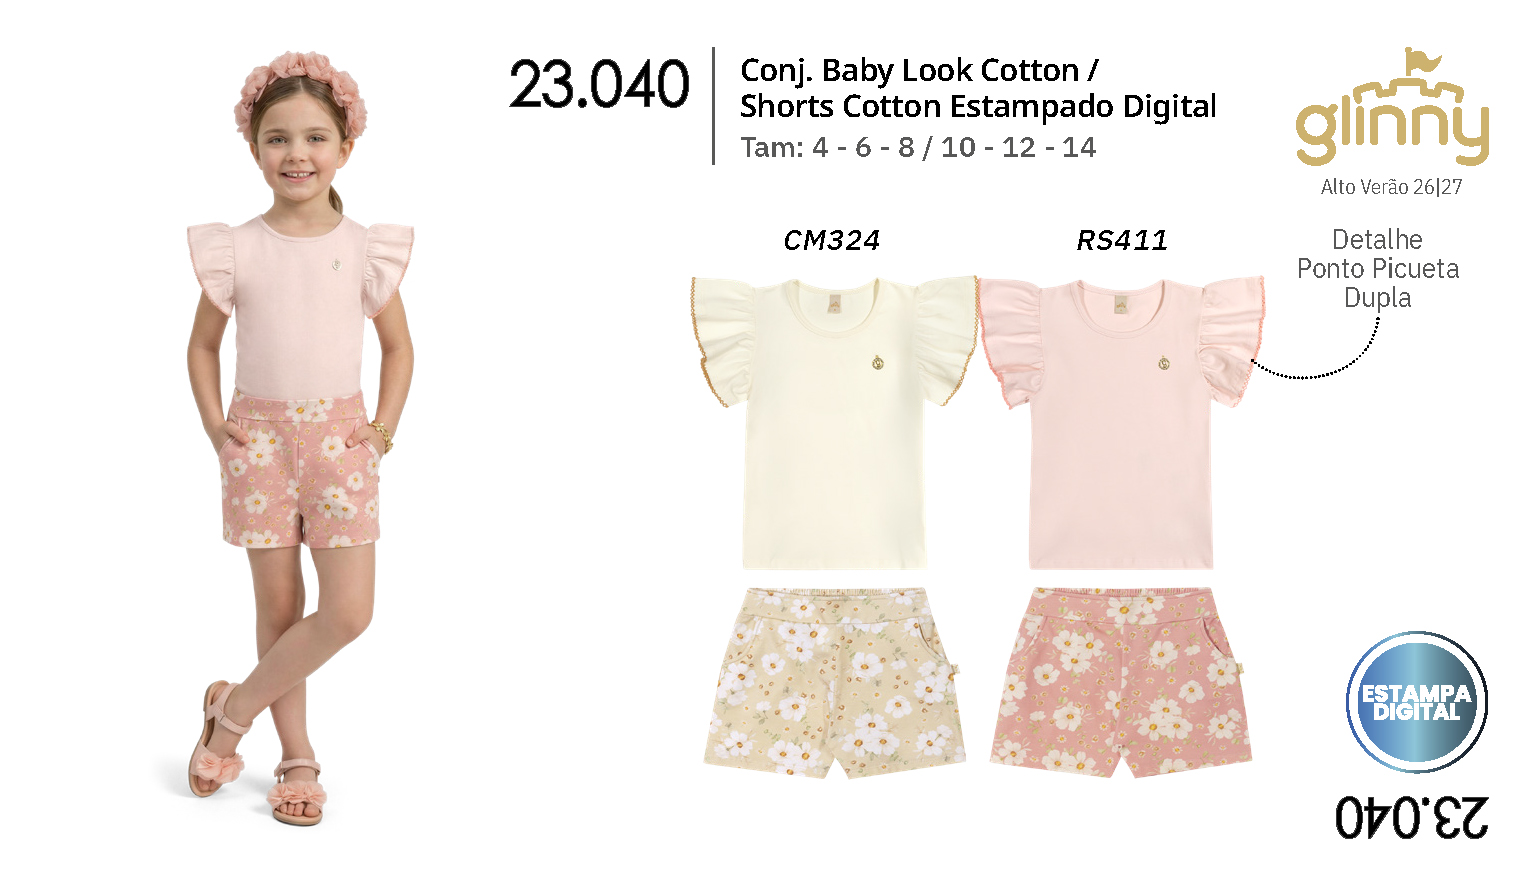 23.040
Conj. Baby Look Cotton /
Shorts Cotton Estampado Digital
Tam: 4 - 6 - 8 / 10 - 12 - 14
glinny
Alto Verão 26|27
CM324
RS411
Detalhe
Ponto Picueta
Dupla
ESTAMPA
DIGITAL
23.040